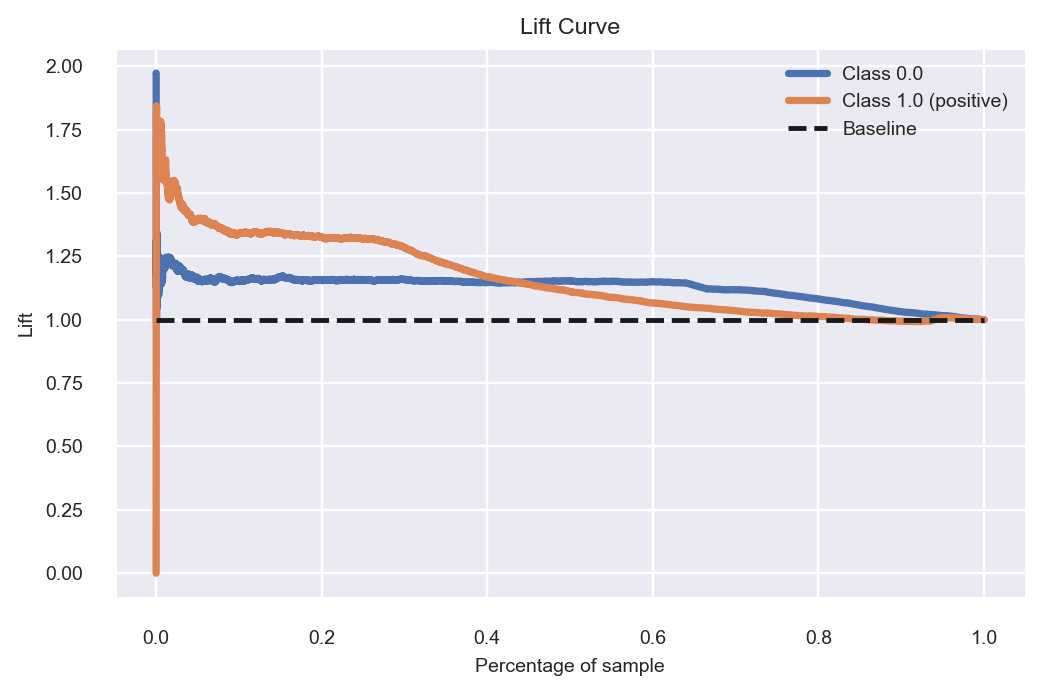 Lift Curve
Class 0.0
Class 1.0 (positive)
Baseline
Lift
2.00
1.75
1.50
1.25
1.00
0.75
0.50
0.25
0.00
0.0 0.2 0.4 0.6 0.8 1.0
Percentage of sample